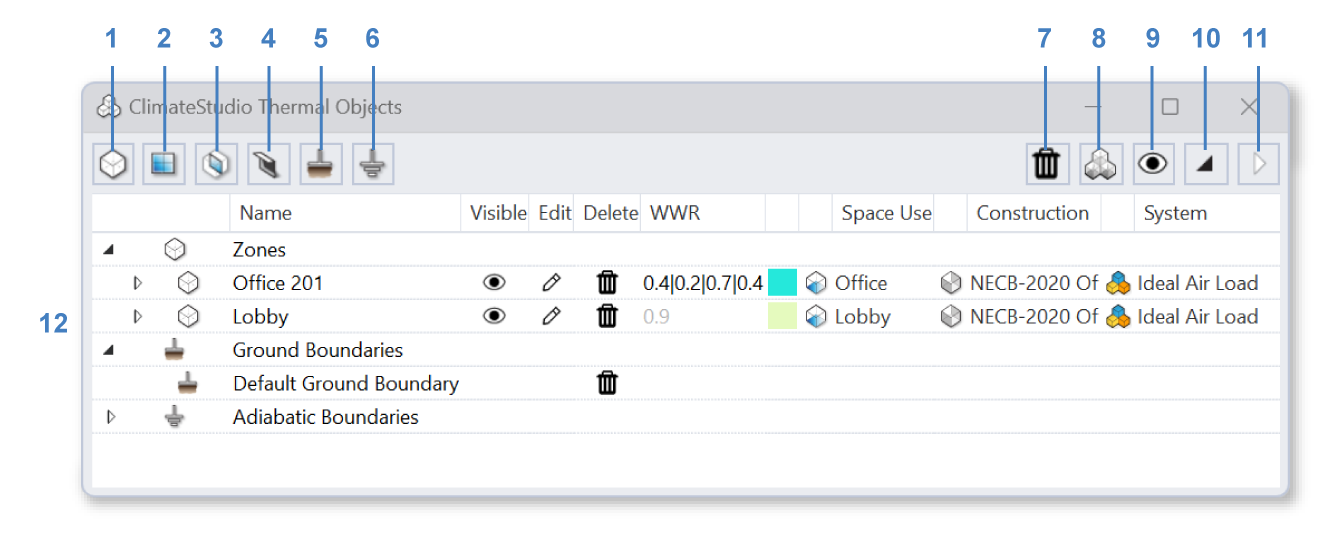 1 2 3 4 5 6 7 8 9 10 11
ClimateStudio Thermal Objects
Name Visible Edit Delete WWR Space Use Construction System
Zones
Office 201 0.4|0.2|0.7|0.4 Office NECB-2020 Of Ideal Air Load
12
Lobby 0.9 Lobby NECB-2020 Of Ideal Air Load
Ground Boundaries
Default Ground Boundary
Adiabatic Boundaries